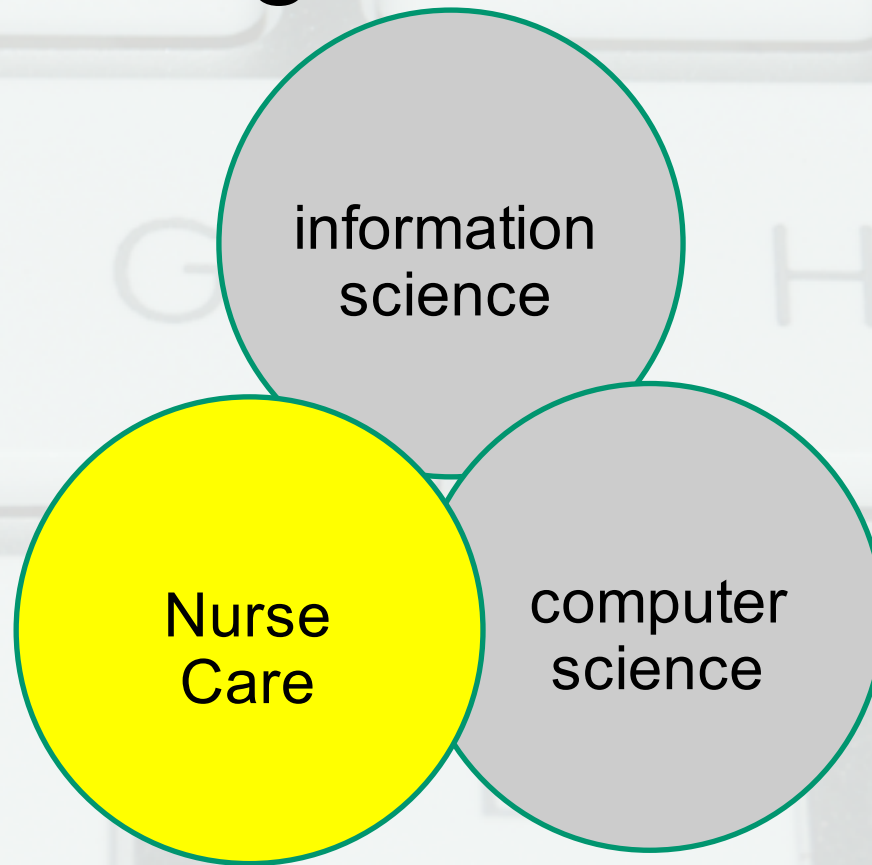 information
science
G
H
Nurse
Care
computer
science